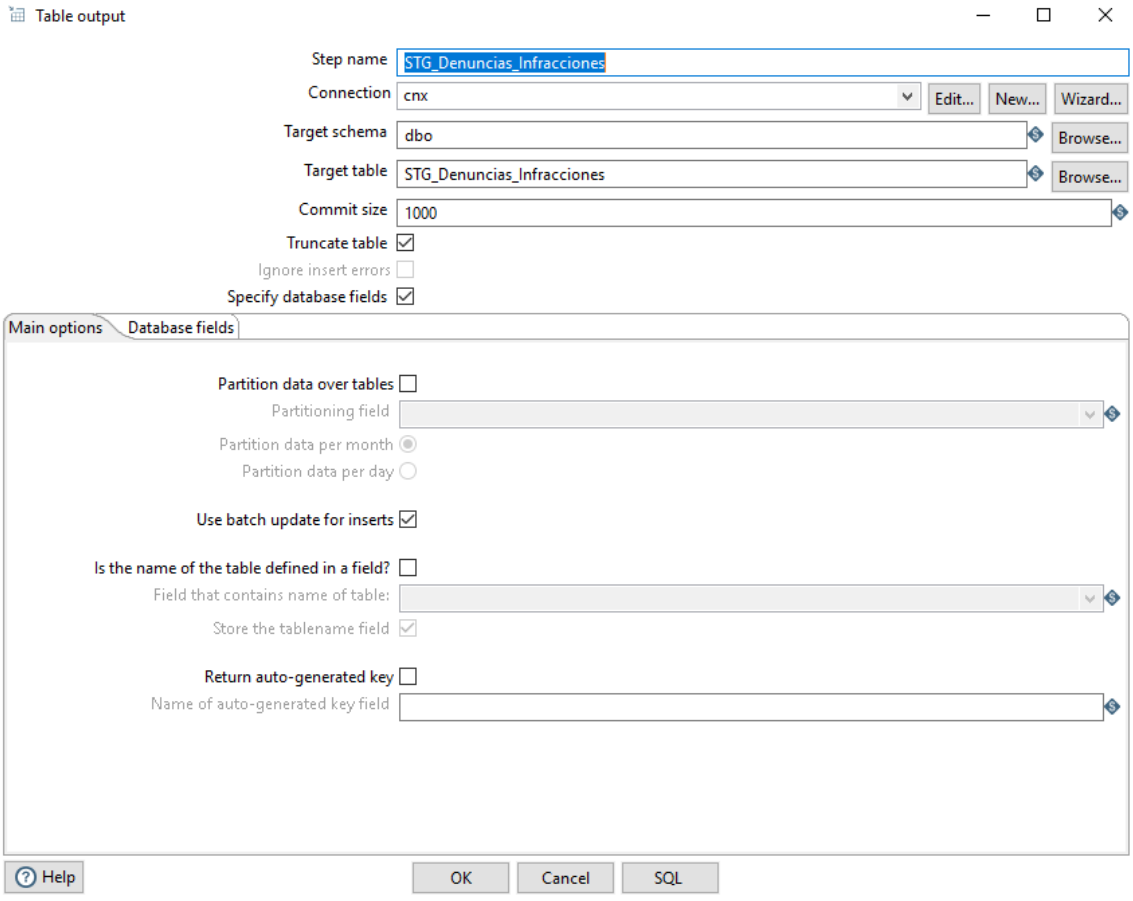 Table output
Step name STG_Denuncias_Infracciones
Connection cnx Edit... New... Wizard...
Target schema dbo Browse...
Target table STG_Denuncias_Infracciones Browse...
Commit size 1000
Truncate table
Ignore insert errors
Specify database fields
Main options Database fields
Partition data over tables
Partitioning field
Partition data per month
Partition data per day
Use batch update for inserts
Is the name of the table defined in a field?
Field that contains name of table:
Store the tablename field
Return auto-generated key
Name of auto-generated key field
Help OK Cancel SQL